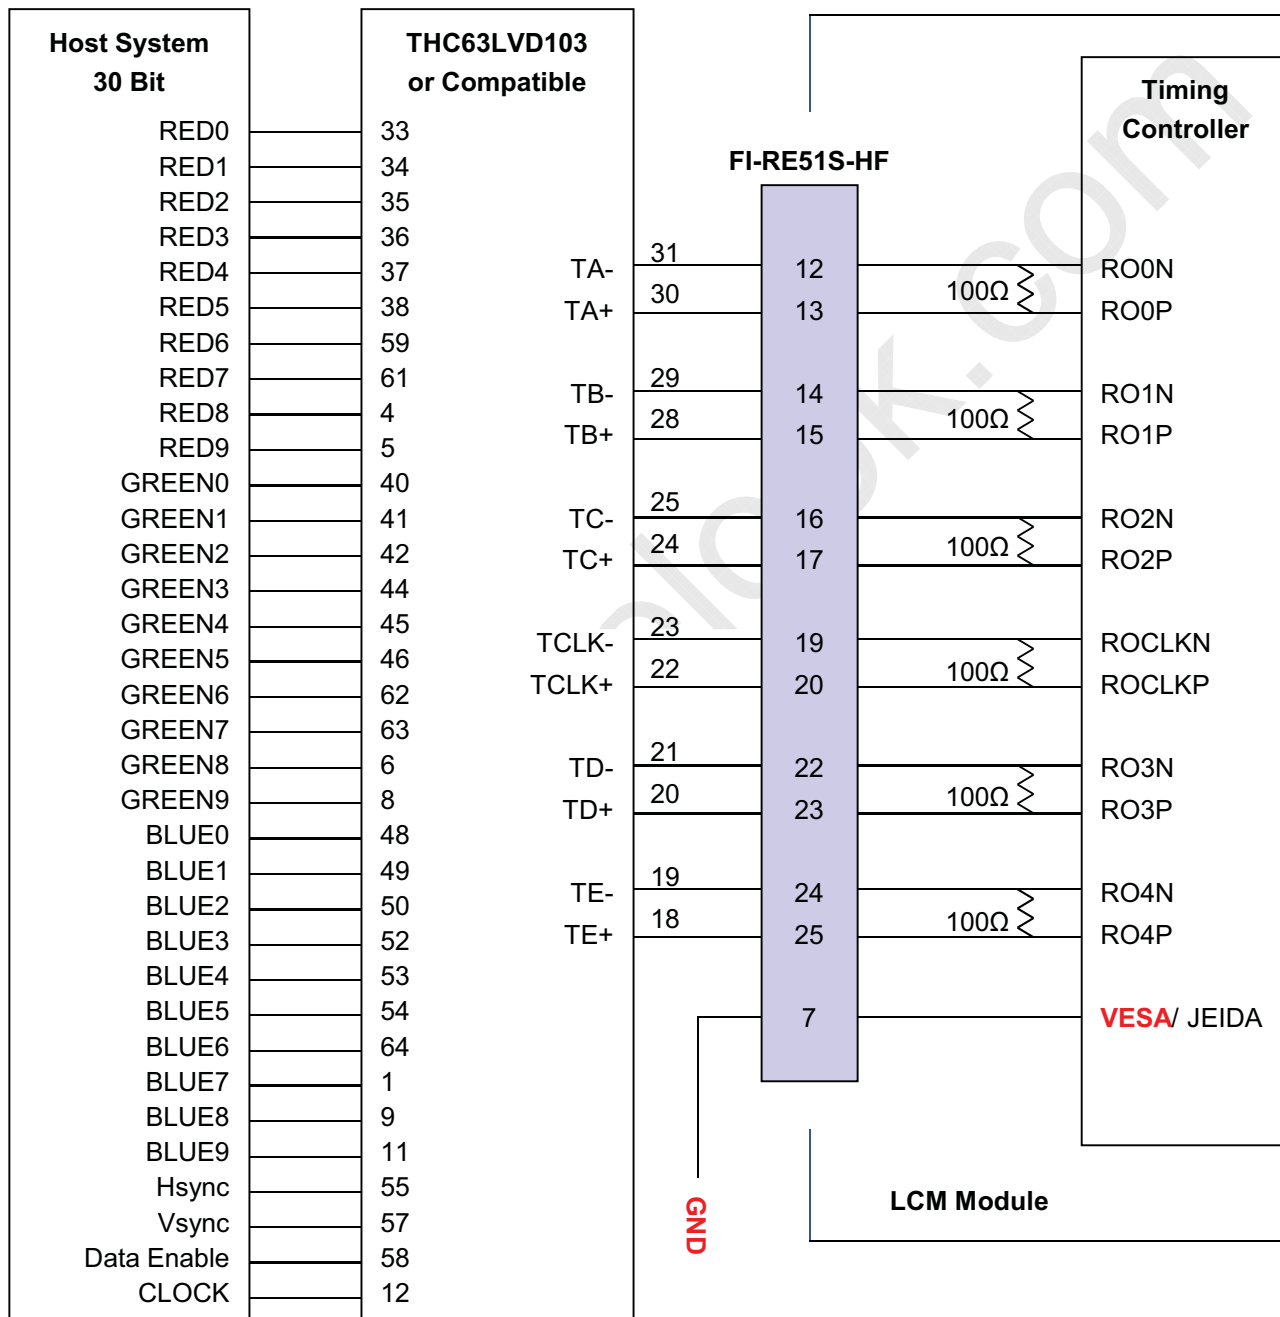 Host System
30 Bit
THC63LVD103
or Compatible
Timing
Controller
FI-RE51S-HF
RED0 33
RED1 34
RED2 35
RED3 36
RED4 37
RED5 38
RED6 59
RED7 61
RED8 4
RED9 5
GREEN0 40
GREEN1 41
GREEN2 42
GREEN3 44
GREEN4 45
GREEN5 46
GREEN6 62
GREEN7 63
GREEN8 6
GREEN9 8
BLUE0 48
BLUE1 49
BLUE2 50
BLUE3 52
BLUE4 53
BLUE5 54
BLUE6 64
BLUE7 1
BLUE8 9
BLUE9 11
Hsync 55
Vsync 57
Data Enable 58
CLOCK 12
TA- 31 12 RO0N
100Ω
TA+ 30 13 RO0P
TB- 29 14 RO1N
100Ω
TB+ 28 15 RO1P
TC- 25 16 RO2N
100Ω
TC+ 24 17 RO2P
TCLK- 23 19 ROCLKN
100Ω
TCLK+ 22 20 ROCLKP
TD- 21 22 RO3N
100Ω
TD+ 20 23 RO3P
TE- 19 24 RO4N
100Ω
TE+ 18 25 RO4P
7 VESA/ JEIDA
GND
LCM Module